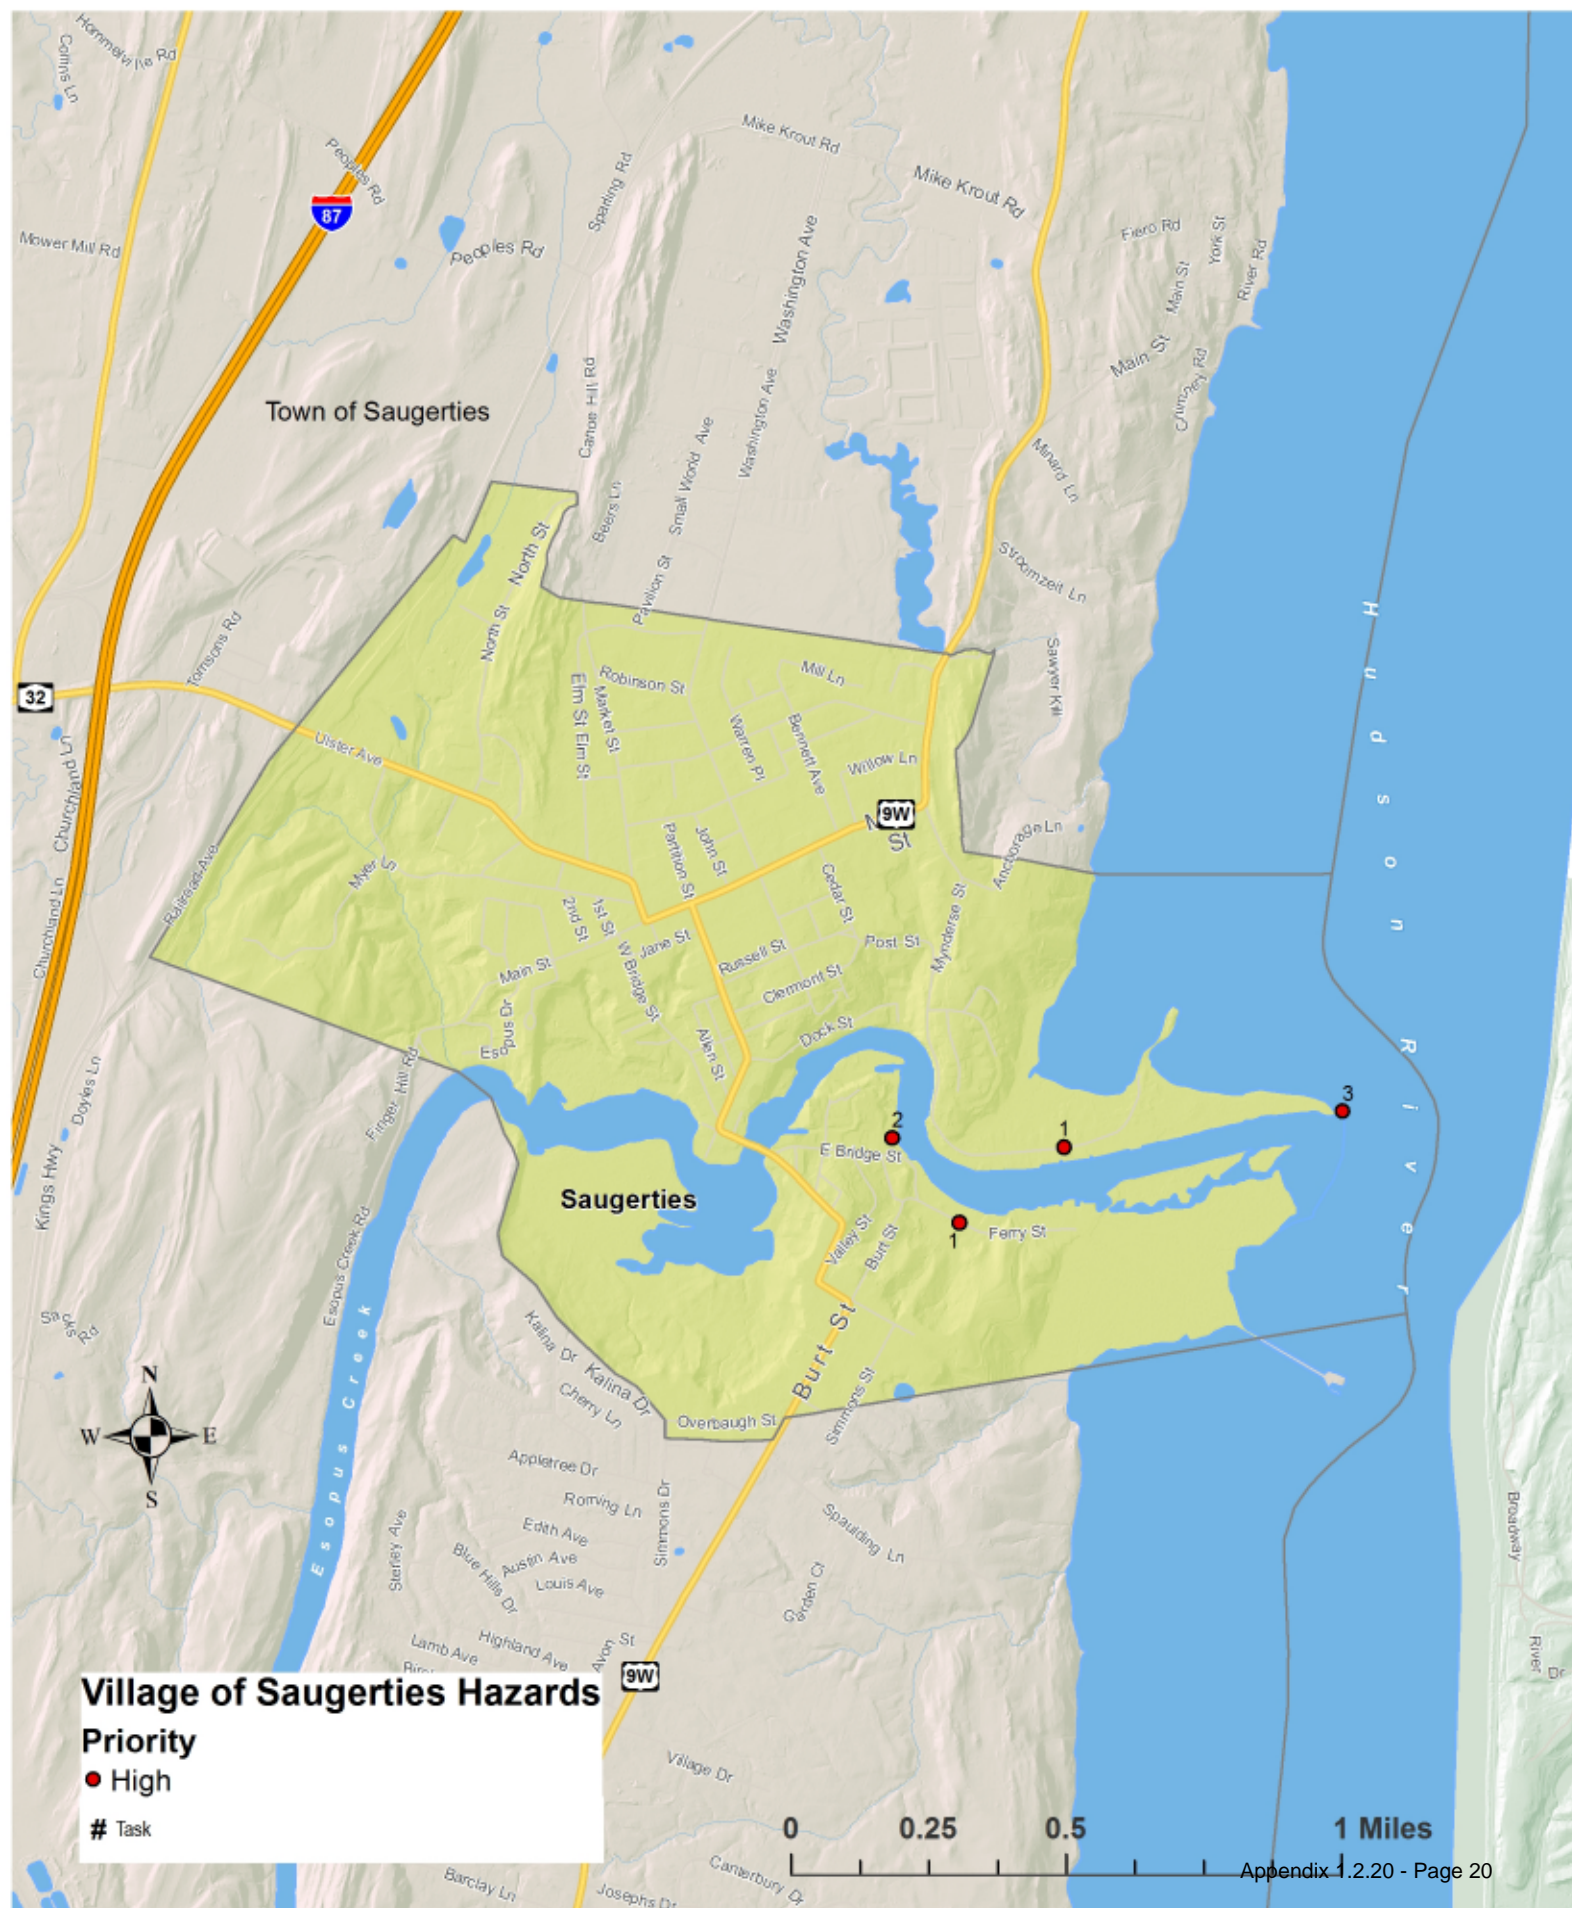 Hommelville Rd
Collins Ln
Peoples Rd
87
Mower Mill Rd
Peoples Rd
Sparling Rd
Mike Krout Rd
Mike Krout Rd
Washington Ave
Fiero Rd
York St
Main St
River Rd
Main St
Town of Saugerties
Canoe Hill Rd
Washington Ave
Small World Ave
Minard Ln
Beers Ln
North St
Stroomzeit Ln
Pavilion St
North St
Tomsons Rd
Sawyer Kill
Hudson River
32
Robinson St
Mill Ln
Elm St
Elm St
Market St
Warren Pl
Bennett Ave
Ulster Ave
Willow Ln
Churchland Ln
Churchland Ln
9W
St
Partition St
John St
Anchorage Ln
Myer Ln
Railroad Ave
Cedar St
2nd St
1st St
Jane St
Post St
Mynderse St
Main St
W Bridge St
Russell St
Clermont St
Esopus Dr
Allen St
Dock St
Finger Hill Rd
Doyles Ln
Kings Hwy
3
2
1
E Bridge St
Saugerties
1
Ferry St
Valley St
Burt St
Esopus Creek Rd
Esopus Creek
Sacks Rd
Kalina Dr
Kalina Dr
Cherry Ln
Burt St
Simmons St
Overbaugh St
N
W
E
S
Appletree Dr
Roming Ln
Simmons Dr
Spaulding Ln
Sterley Ave
Edith Ave
Austin Ave
Blue Hills Dr
Louis Ave
Garden Ct
Broadway
Lamb Ave
Highland Ave
Avon St
River Dr
9W
Village of Saugerties Hazards
Priority
High
# Task
Village Dr
0 0.25 0.5 1 Miles
Appendix 1.2.20 - Page 20
Barclay Ln
Josephs Dr
Canterbury Dr